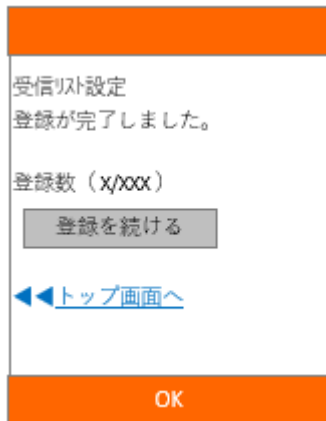 受信ﾘｽﾄ設定
登録が完了しました。
登録数（x/xxx）
登録を続ける
◀◀トップ画面へ
OK